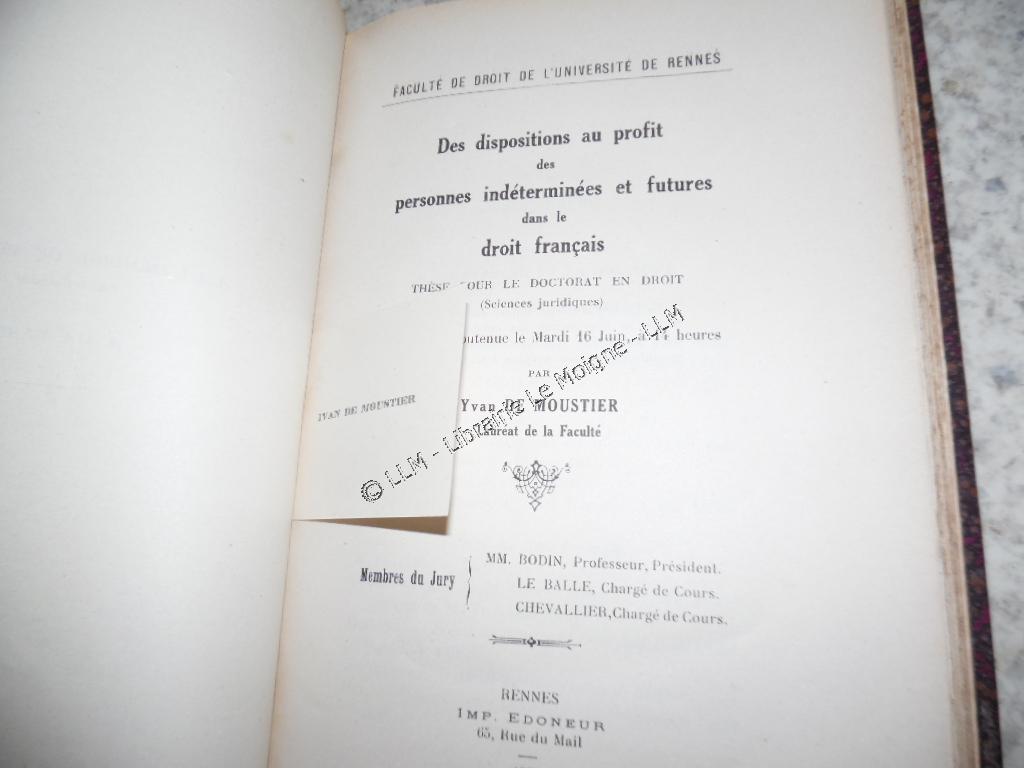 FACULTÉ DE DROIT DE L'UNIVERSITÉ DE RENNES
Des dispositions au profit
des
personnes indéterminées et futures
dans le
droit français
THÈSE POUR LE DOCTORAT EN DROIT
(Sciences juridiques)
outenue le Mardi 16 Juin, à 14 heures
PAR
Yvan DE MOUSTIER
Lauréat de la Faculté
IVAN DE MOUSTIER
© LLM - Librairie Le Moigne - LLM
Membres du Jury
MM. BODIN, Professeur, Président.
LE BALLE, Chargé de Cours.
CHEVALLIER, Chargé de Cours.
RENNES
IMP. EDONEUR
65, Rue du Mail